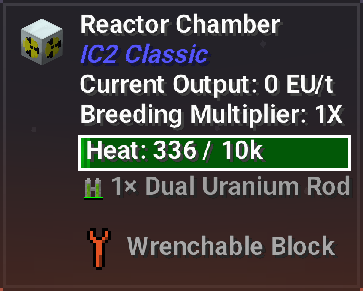 Reactor Chamber
IC2 Classic
Current Output: 0 EU/t
Breeding Multiplier: 1X
Heat: 336 / 10k
1× Dual Uranium Rod
Wrenchable Block